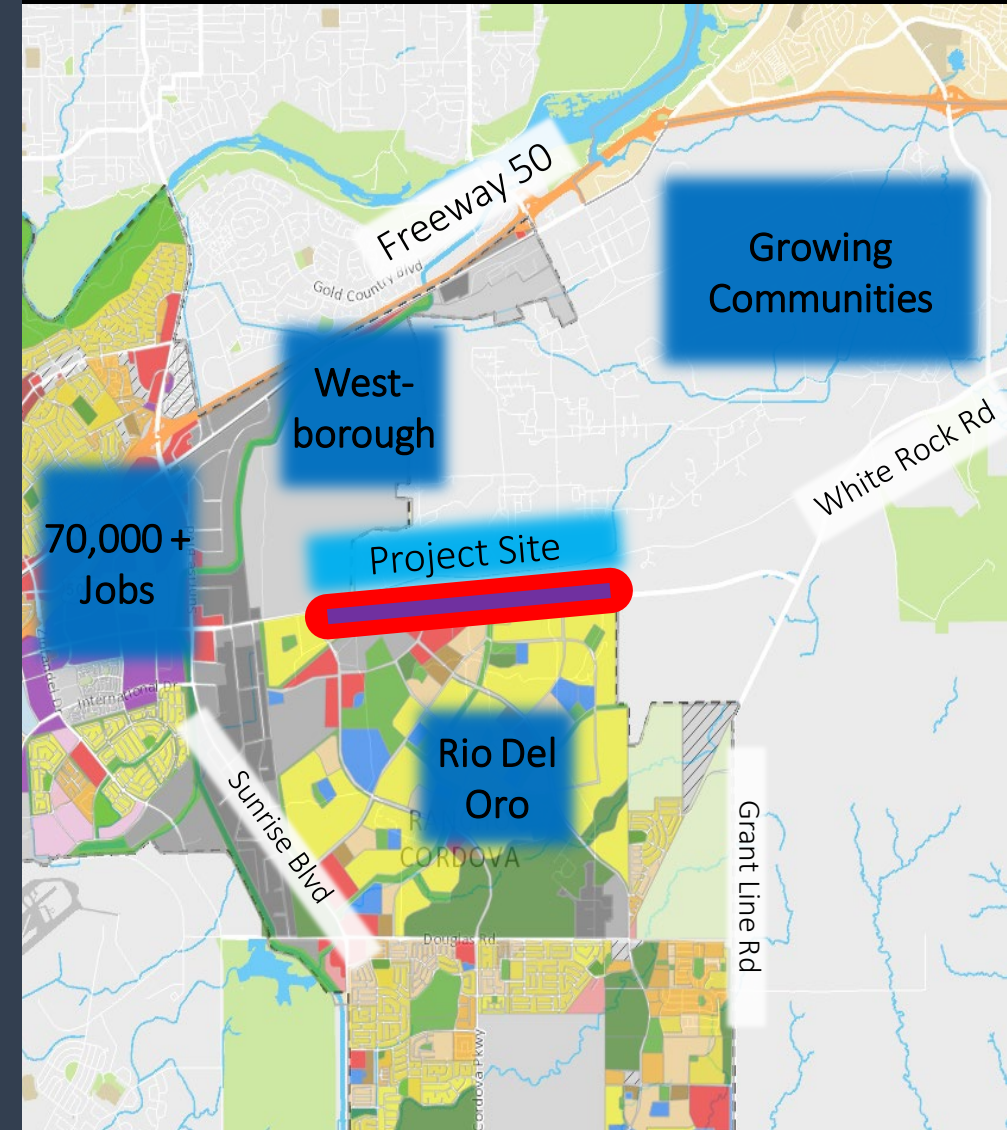 Freeway 50
Gold Country Blvd
Growing
Communities
West-
borough
White Rock Rd
70,000 +
Jobs
Project Site
International Dr
Rio Del
Oro
Sunrise Blvd
CORDOVA
Grant Line Rd
Douglas Rd
Cordova Pkwy